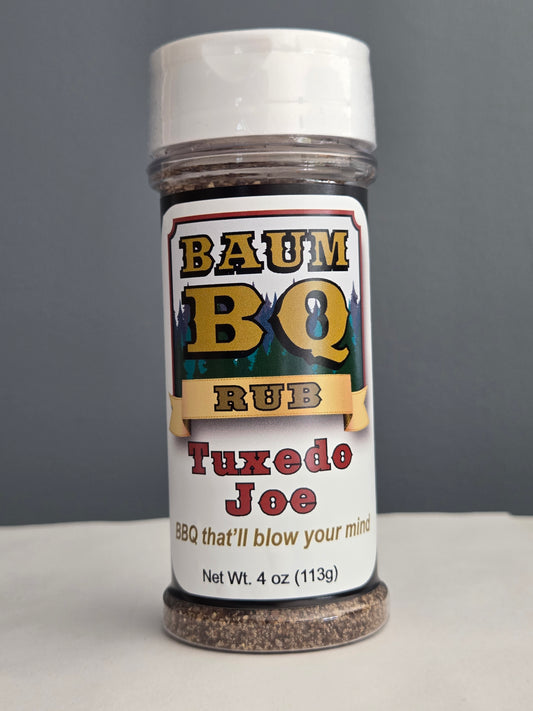 BAUM
BQ
RUB
Tuxedo
Joe
BBQ that'll blow your mind
Net Wt. 4 oz (113g)